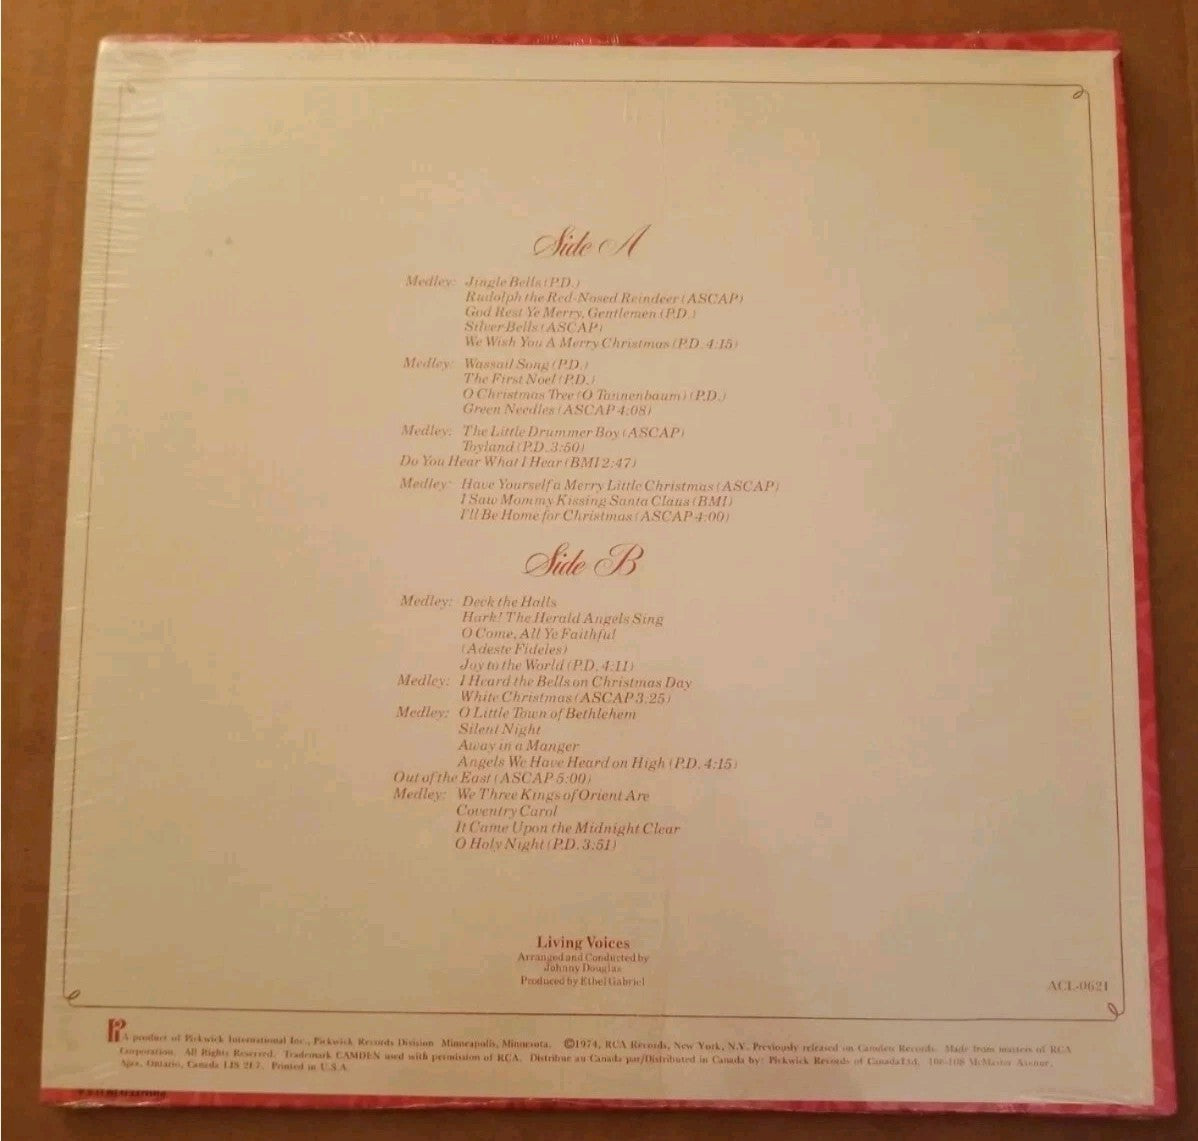 Side A
Medley: Jingle Bells (P.D.)
Rudolph the Red-Nosed Reindeer (ASCAP)
God Rest Ye Merry, Gentlemen (P.D.)
Silver Bells (ASCAP)
We Wish You A Merry Christmas (P.D. 4:15)
Medley: Wassail Song (P.D.)
The First Noel (P.D.)
O Christmas Tree (O Tannenbaum) (P.D.)
Green Needles (ASCAP 4:08)
Medley: The Little Drummer Boy (ASCAP)
Toyland (P.D. 3:50)
Do You Hear What I Hear (BMI 2:47)
Medley: Have Yourself a Merry Little Christmas (ASCAP)
I Saw Mommy Kissing Santa Claus (BMI)
I'll Be Home for Christmas (ASCAP 4:00)
Side B
Medley: Deck the Halls
Hark! The Herald Angels Sing
O Come, All Ye Faithful
(Adeste Fideles)
Joy to the World (P.D. 4:11)
Medley: I Heard the Bells on Christmas Day
White Christmas (ASCAP 3:25)
Medley: O Little Town of Bethlehem
Silent Night
Away in a Manger
Angels We Have Heard on High (P.D. 4:15)
Out of the East (ASCAP 5:00)
Medley: We Three Kings of Orient Are
Coventry Carol
It Came Upon the Midnight Clear
O Holy Night (P.D. 3:51)
Living Voices
Arranged and Conducted by
Johnny Douglas
Produced by Ethel Gabriel
ACL-0621
A product of Pickwick International Inc., Pickwick Records Division Minneapolis, Minnesota. ©1974, RCA Records, New York, N.Y. Previously released on Camden Records. Made from masters of RCA
Corporation. All Rights Reserved. Trademark CAMDEN used with permission of RCA. Distribue au Canada par/Distributed in Canada by: Pickwick Records of Canada Ltd. 106-108 McMaster Avenue,
Ajax, Ontario, Canada Printed in U.S.A.